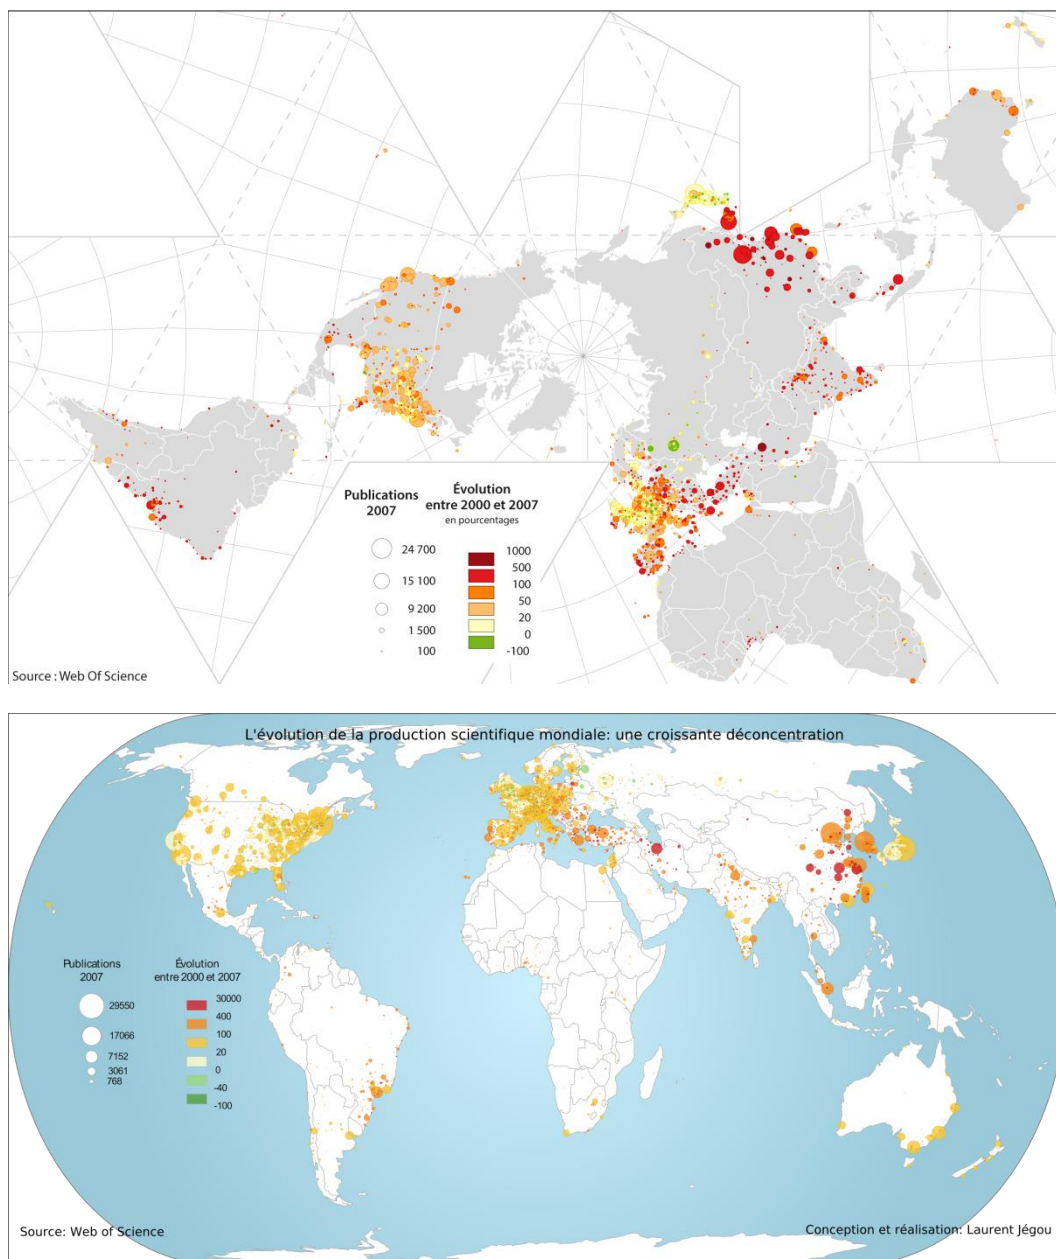 Publications
2007
24 700
15 100
9 200
1 500
100
Évolution
entre 2000 et 2007
en pourcentages
1000
500
100
50
20
0
-100
Source : Web Of Science
L'évolution de la production scientifique mondiale: une croissante déconcentration
Publications
2007
29550
17066
7152
3061
768
Évolution
entre 2000 et 2007
30000
400
100
20
0
-40
-100
Source: Web of Science
Conception et réalisation: Laurent Jégou